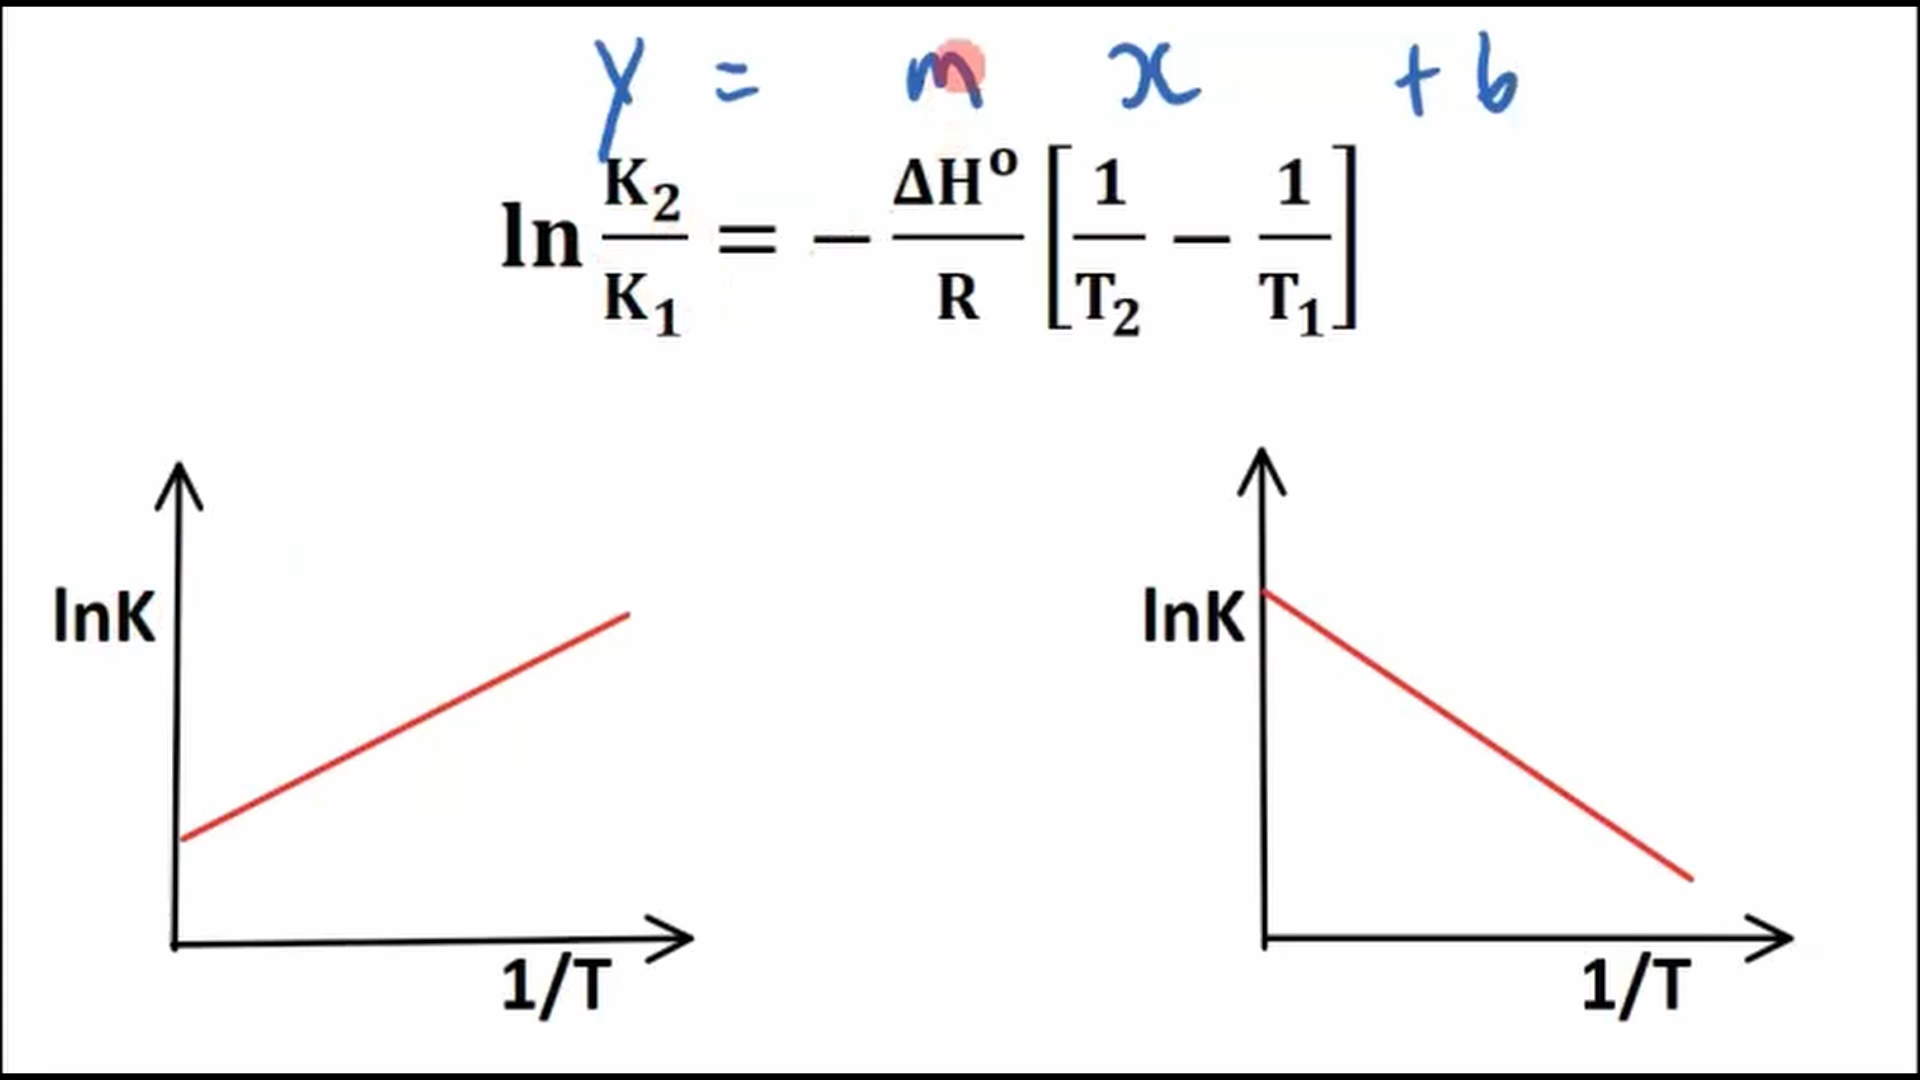 y = m x + b
ln K₂/K₁ = − ΔH°/R [1/T₂ − 1/T₁]
lnK
1/T
lnK
1/T